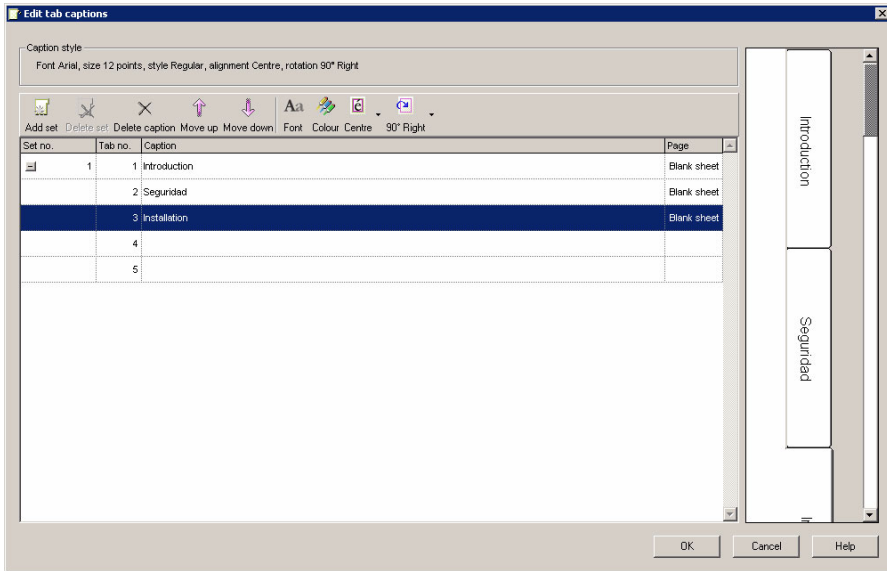 Edit tab captions
Caption style
Font Arial, size 12 points, style Regular, alignment Centre, rotation 90° Right
Add set Delete set Delete caption Move up Move down Font Colour Centre 90° Right
Set no. Tab no. Caption Page
1 1 Introduction Blank sheet
2 Seguridad Blank sheet
3 Installation Blank sheet
4
5
Introduction
Seguridad
In
OK Cancel Help